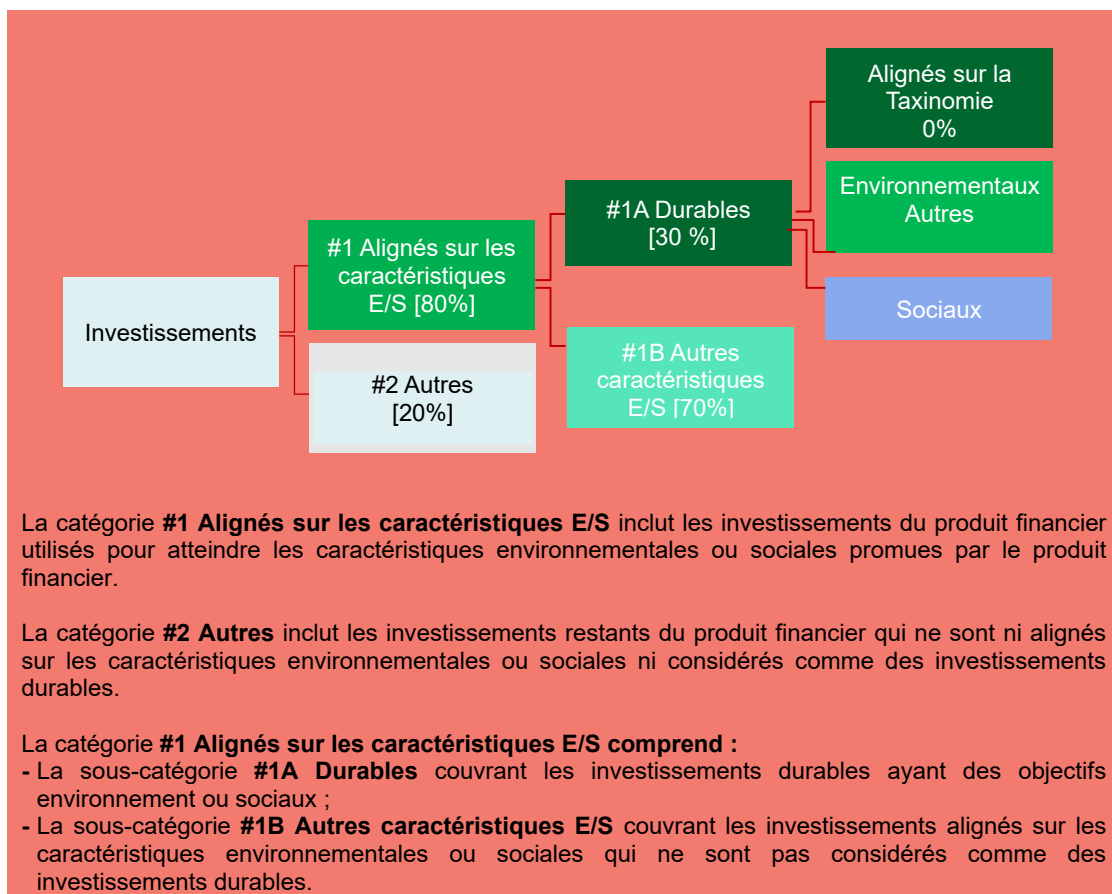 Investissements
#1 Alignés sur les
caractéristiques
E/S [80%]
#2 Autres
[20%]
#1A Durables
[30 %]
#1B Autres
caractéristiques
E/S [70%]
Alignés sur la
Taxinomie
0%
Environnementaux
Autres
Sociaux
La catégorie #1 Alignés sur les caractéristiques E/S inclut les investissements du produit financier
utilisés pour atteindre les caractéristiques environnementales ou sociales promues par le produit
financier.
La catégorie #2 Autres inclut les investissements restants du produit financier qui ne sont ni alignés
sur les caractéristiques environnementales ou sociales ni considérés comme des investissements
durables.
La catégorie #1 Alignés sur les caractéristiques E/S comprend :
- La sous-catégorie #1A Durables couvrant les investissements durables ayant des objectifs
environnement ou sociaux ;
- La sous-catégorie #1B Autres caractéristiques E/S couvrant les investissements alignés sur les
caractéristiques environnementales ou sociales qui ne sont pas considérés comme des
investissements durables.